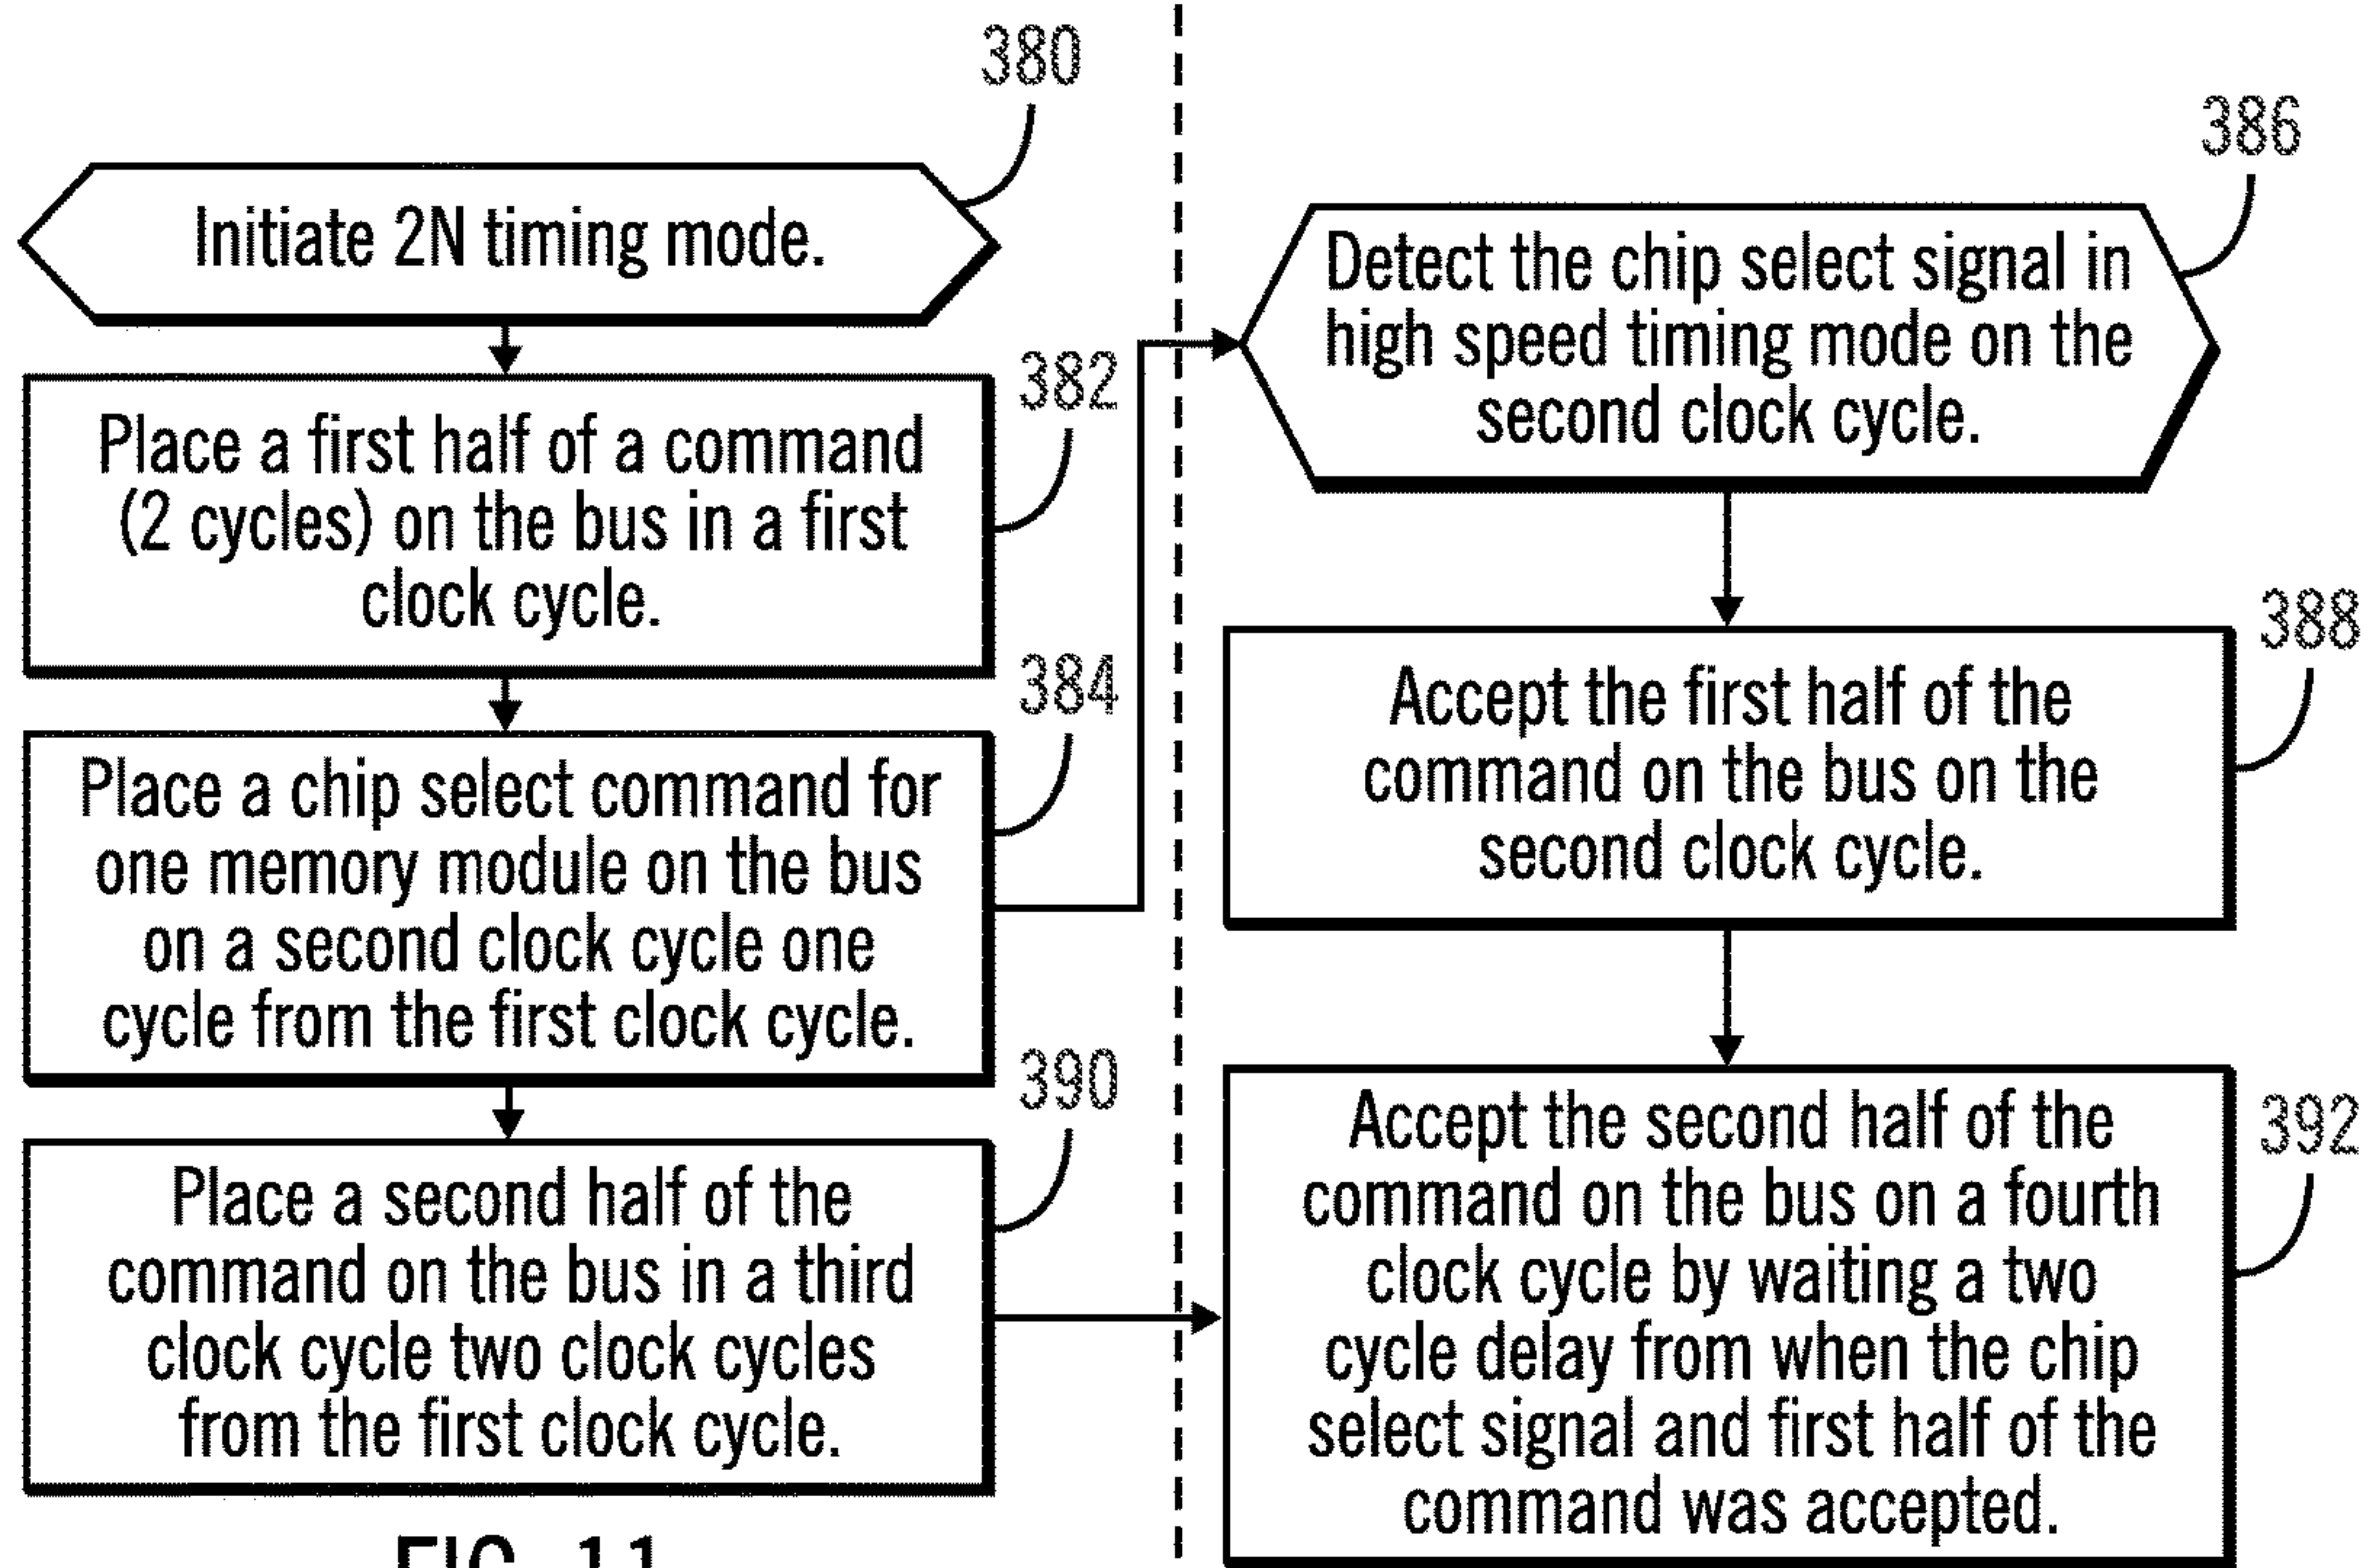 380
Initiate 2N timing mode.
382
Place a first half of a command
(2 cycles) on the bus in a first
clock cycle.
384
Place a chip select command for
one memory module on the bus
on a second clock cycle one
cycle from the first clock cycle.
390
Place a second half of the
command on the bus in a third
clock cycle two clock cycles
from the first clock cycle.
FIG. 11
386
Detect the chip select signal in
high speed timing mode on the
second clock cycle.
388
Accept the first half of the
command on the bus on the
second clock cycle.
392
Accept the second half of the
command on the bus on a fourth
clock cycle by waiting a two
cycle delay from when the chip
select signal and first half of the
command was accepted.